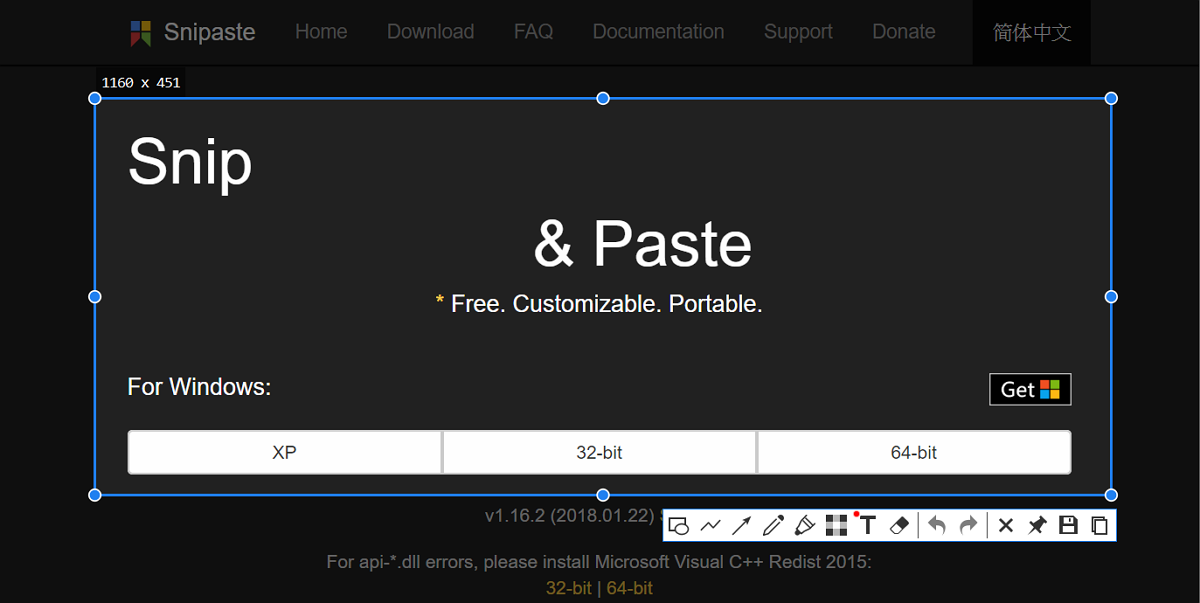 Snipaste Home Download FAQ Documentation Support Donate 简体中文
1160 x 451
Snip
& Paste
* Free. Customizable. Portable.
For Windows:
Get
XP 32-bit 64-bit
v1.16.2 (2018.01.22)
T
For api-*.dll errors, please install Microsoft Visual C++ Redist 2015:
32-bit | 64-bit